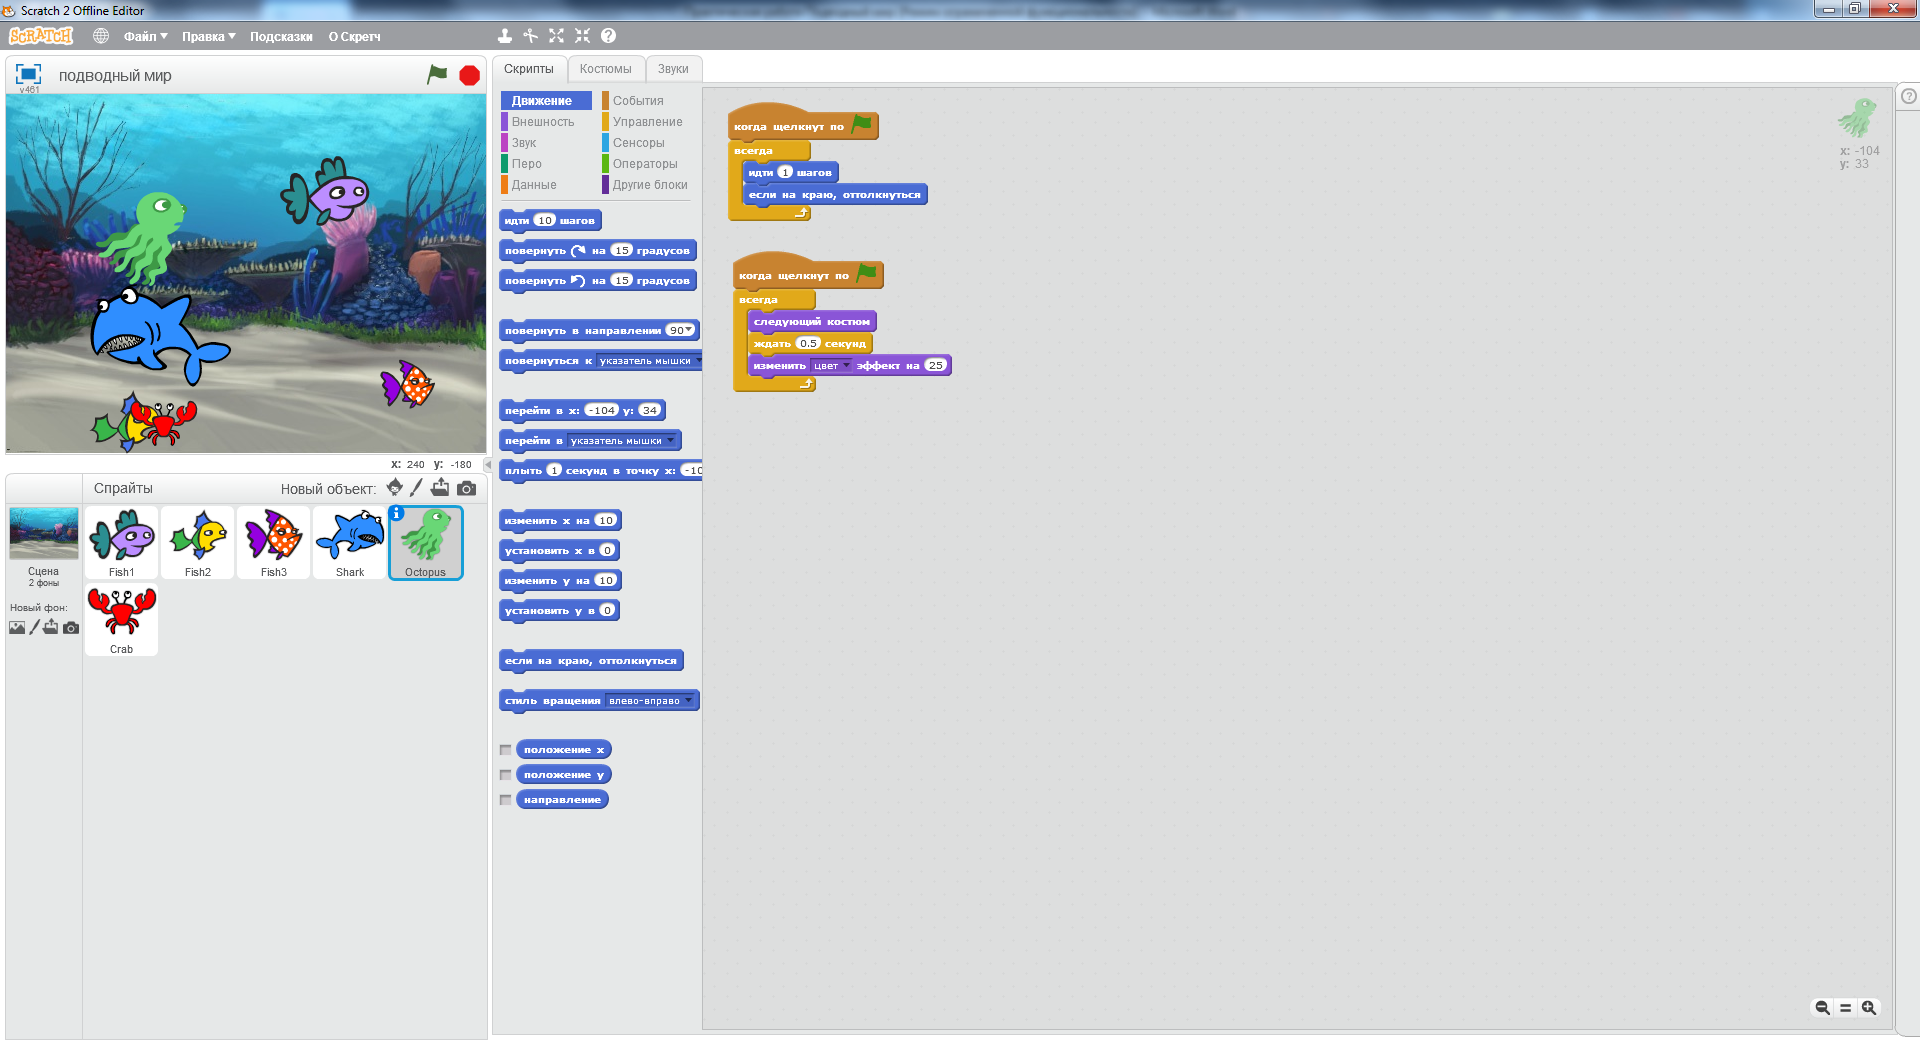 Scratch 2 Offline Editor
SCRATCH Файл Правка Подсказки О Скретч
подводный мир
v461
x: 240 y: -180
Спрайты Новый объект:
Fish1 Fish2 Fish3 Shark Octopus
Crab
Сцена
2 фоны
Новый фон:
Скрипты Костюмы Звуки
Движение События
Внешность Управление
Звук Сенсоры
Перо Операторы
Данные Другие блоки
идти 10 шагов
повернуть на 15 градусов
повернуть на 15 градусов
повернуть в направлении 90
повернуться к указатель мышки
перейти в x: -104 y: 34
перейти в указатель мышки
плыть 1 секунд в точку x: -10
изменить x на 10
установить x в 0
изменить y на 10
установить y в 0
если на краю, оттолкнуться
стиль вращения влево-вправо
положение x
положение y
направление
когда щелкнут по
всегда
идти 1 шагов
если на краю, оттолкнуться
когда щелкнут по
всегда
следующий костюм
ждать 0.5 секунд
изменить цвет эффект на 25
x: -104
y: 33